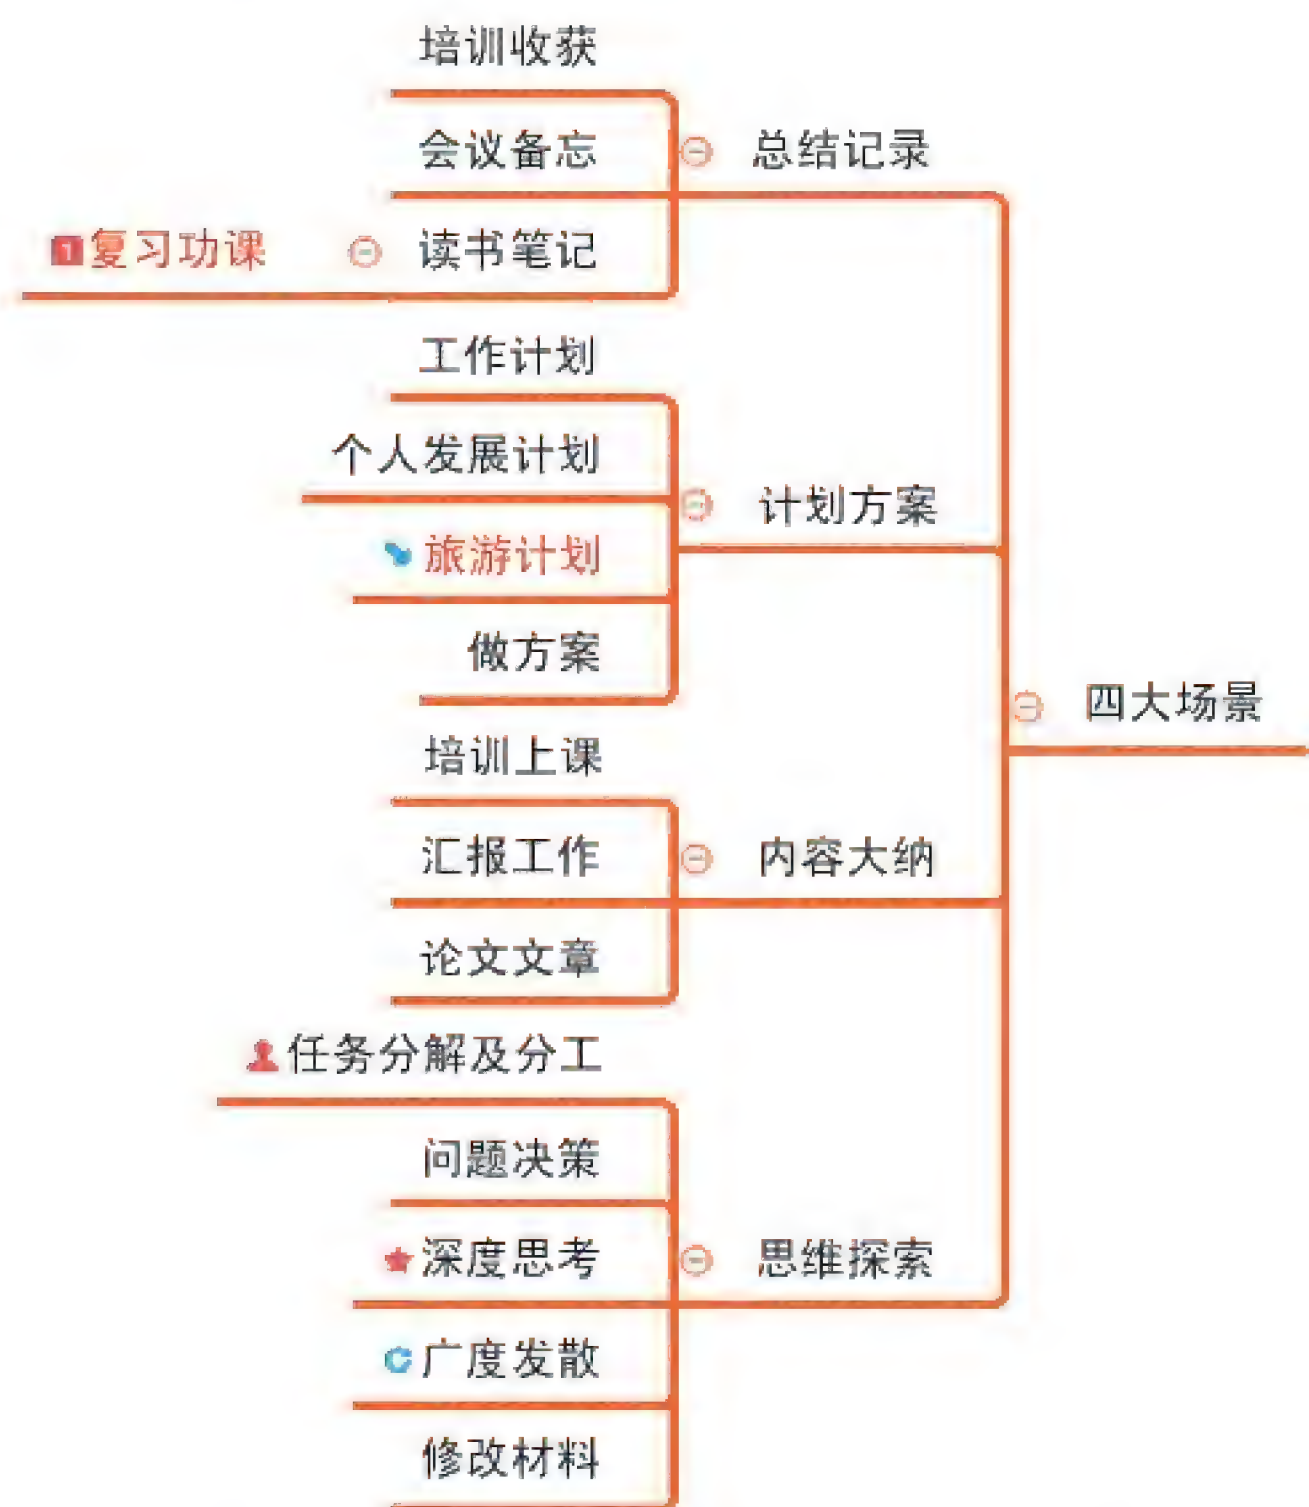 培训收获
会议备忘
总结记录
1复习功课
读书笔记
工作计划
个人发展计划
计划方案
旅游计划
做方案
四大场景
培训上课
汇报工作
内容大纳
论文文章
任务分解及分工
问题决策
深度思考
思维探索
广度发散
修改材料